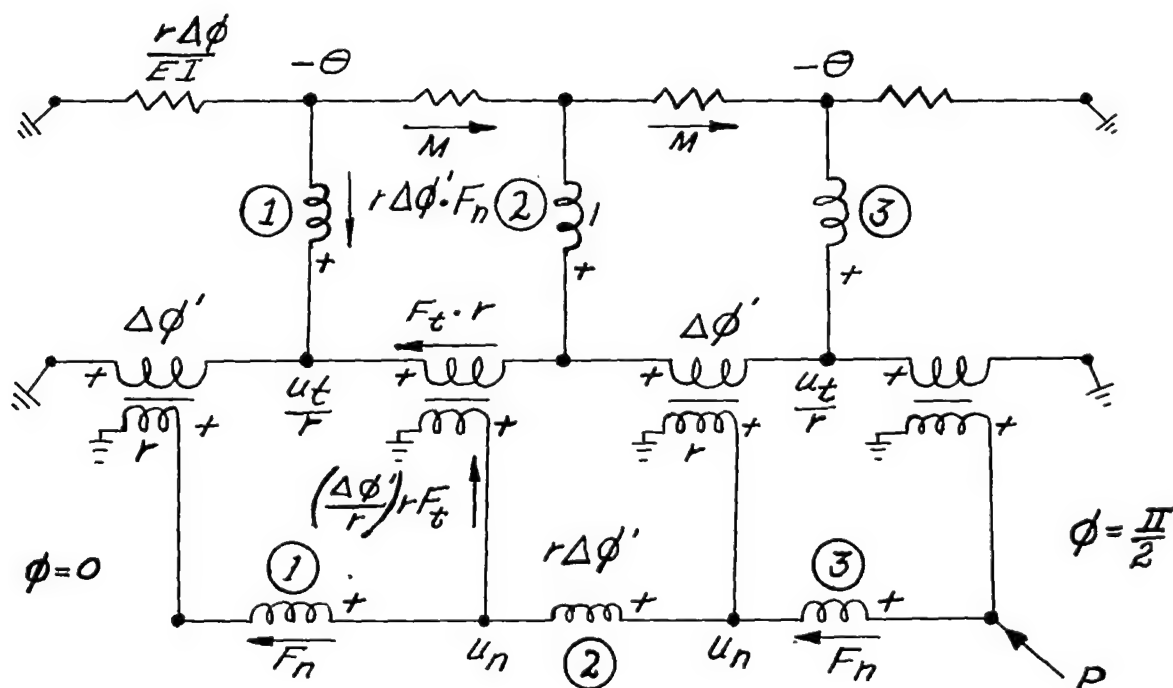 rΔϕ
EI
-θ
-θ
M
M
①
rΔϕ'·Fn
②
1
③
+
+
+
Δϕ'
Ft·r
Δϕ'
+
+
+
+
ut
r
ut
r
r
+
+
r
+
+
(Δϕ'/r)rFt
ϕ=0
①
rΔϕ'
③
ϕ=π/2
+
+
+
Fn
un
②
un
Fn
P